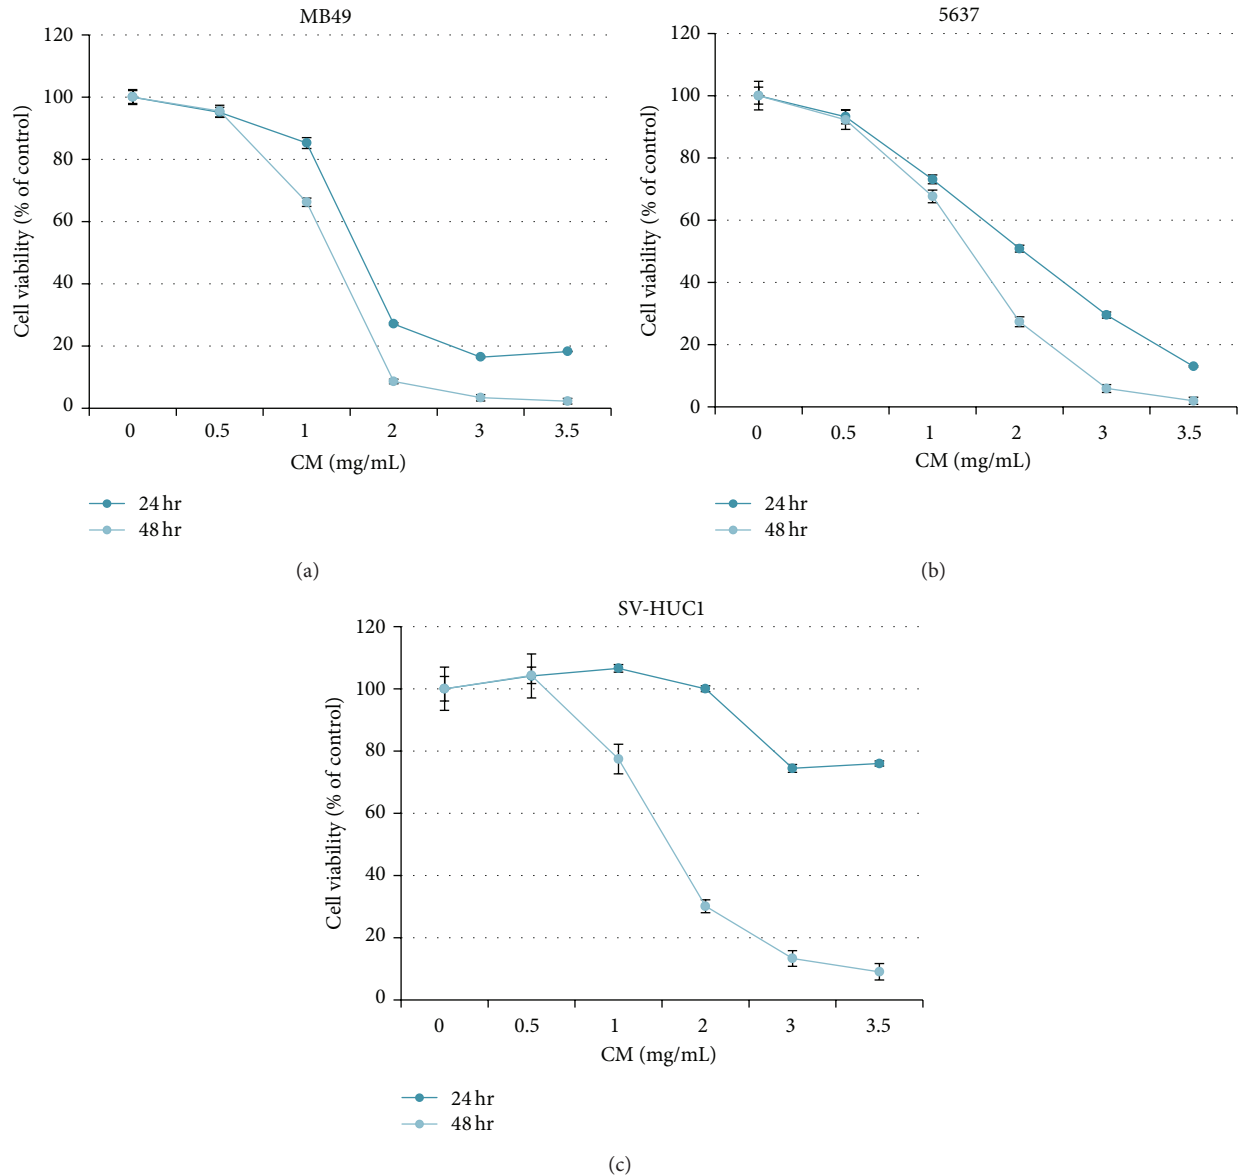 MB49
120
100
80
60
40
20
0
Cell viability (% of control)
0 0.5 1 2 3 3.5
CM (mg/mL)
24 hr
48 hr
(a)
5637
120
100
80
60
40
20
0
Cell viability (% of control)
0 0.5 1 2 3 3.5
CM (mg/mL)
24 hr
48 hr
(b)
SV-HUC1
120
100
80
60
40
20
0
Cell viability (% of control)
0 0.5 1 2 3 3.5
CM (mg/mL)
24 hr
48 hr
(c)